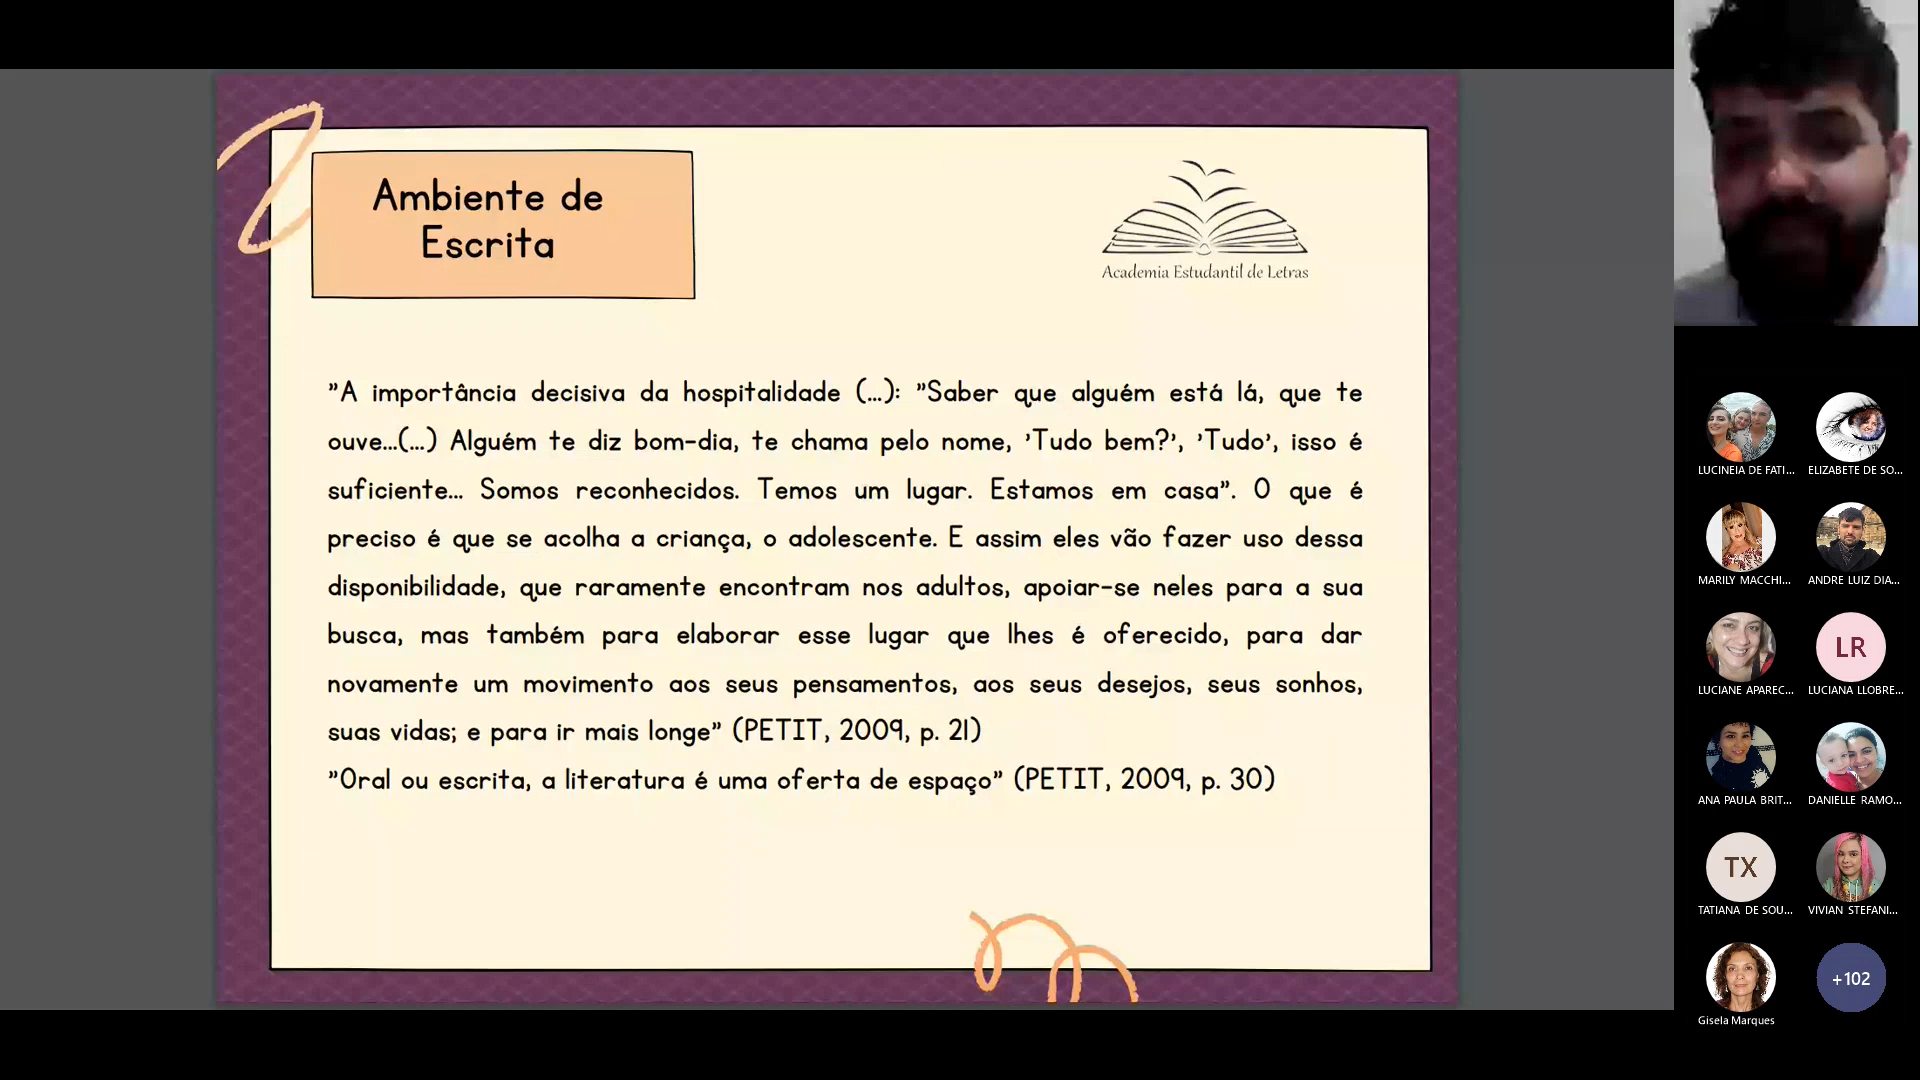 Ambiente de
Escrita
Academia Estudantil de Letras
"A importância decisiva da hospitalidade (...): "Saber que alguém está lá, que te
ouve...(...) Alguém te diz bom-dia, te chama pelo nome, 'Tudo bem?', 'Tudo', isso é
suficiente... Somos reconhecidos. Temos um lugar. Estamos em casa". O que é
preciso é que se acolha a criança, o adolescente. E assim eles vão fazer uso dessa
disponibilidade, que raramente encontram nos adultos, apoiar-se neles para a sua
busca, mas também para elaborar esse lugar que lhes é oferecido, para dar
novamente um movimento aos seus pensamentos, aos seus desejos, seus sonhos,
suas vidas; e para ir mais longe" (PETIT, 2009, p. 21)
"Oral ou escrita, a literatura é uma oferta de espaço" (PETIT, 2009, p. 30)
LUCINEIA DE FATI...
ELIZABETE DE SO...
MARILY MACCHI...
ANDRE LUIZ DIA...
LR
LUCIANE APAREC...
LUCIANA LLOBRE...
ANA PAULA BRIT...
DANIELLE RAMO...
TX
TATIANA DE SOU...
VIVIAN STEFANI...
+102
Gisela Marques